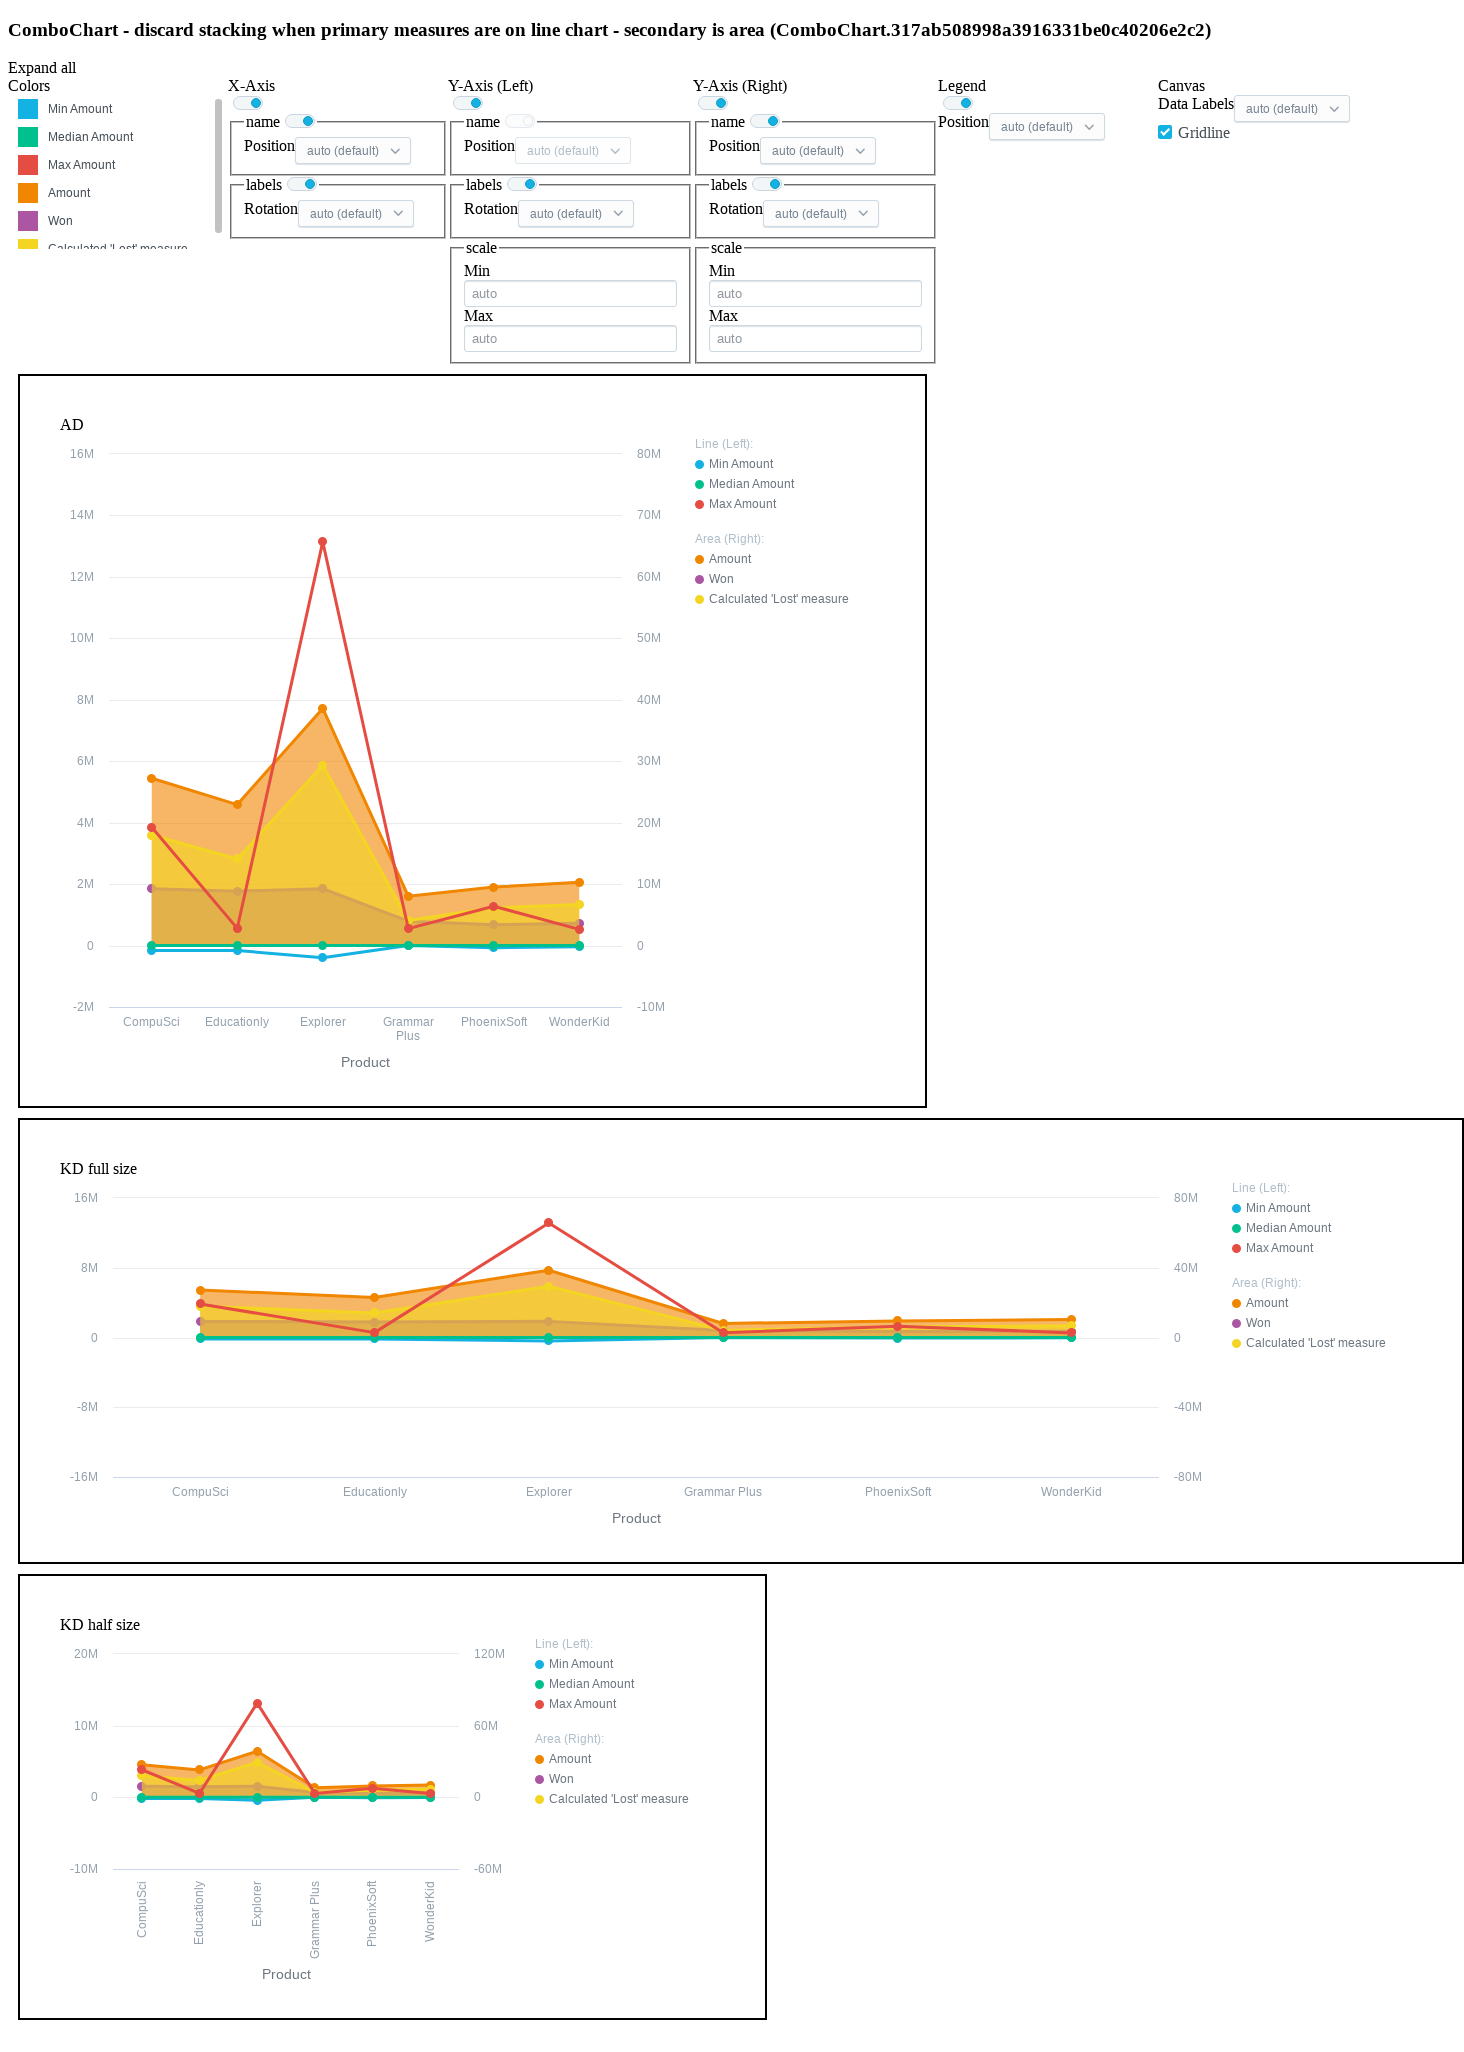 ComboChart - discard stacking when primary measures are on line chart - secondary is area (ComboChart.317ab508998a3916331be0c40206e2c2)
Expand all
Colors
Min Amount
Median Amount
Max Amount
Amount
Won
Calculated 'Lost' measure
X-Axis
name
Position auto (default)
labels
Rotation auto (default)
Y-Axis (Left)
name
Position auto (default)
labels
Rotation auto (default)
scale
Min
auto
Max
auto
Y-Axis (Right)
name
Position auto (default)
labels
Rotation auto (default)
scale
Min
auto
Max
auto
Legend
Position auto (default)
Canvas
Data Labels auto (default)
Gridline
AD
16M
14M
12M
10M
8M
6M
4M
2M
0
-2M
80M
70M
60M
50M
40M
30M
20M
10M
0
-10M
CompuSci
Educationly
Explorer
Grammar
Plus
PhoenixSoft
WonderKid
Product
Line (Left):
Min Amount
Median Amount
Max Amount
Area (Right):
Amount
Won
Calculated 'Lost' measure
KD full size
16M
8M
0
-8M
-16M
80M
40M
0
-40M
-80M
CompuSci
Educationly
Explorer
Grammar Plus
PhoenixSoft
WonderKid
Product
Line (Left):
Min Amount
Median Amount
Max Amount
Area (Right):
Amount
Won
Calculated 'Lost' measure
KD half size
20M
10M
0
-10M
120M
60M
0
-60M
CompuSci
Educationly
Explorer
Grammar Plus
PhoenixSoft
WonderKid
Product
Line (Left):
Min Amount
Median Amount
Max Amount
Area (Right):
Amount
Won
Calculated 'Lost' measure